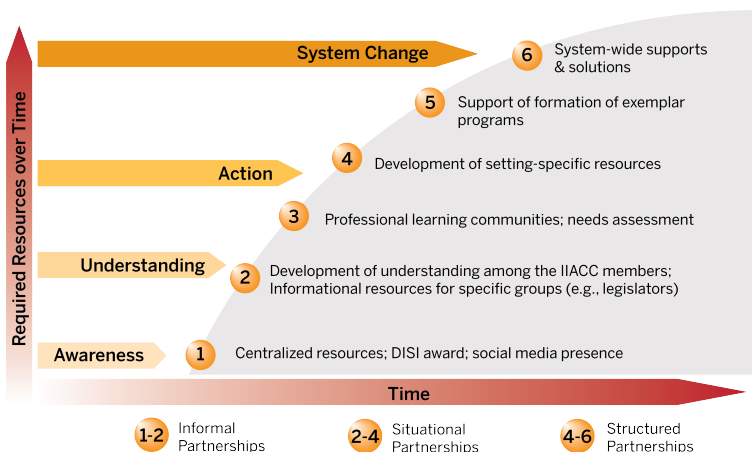 Required Resources over Time
System Change
6
System-wide supports
& solutions
5
Support of formation of exemplar
programs
Action
4
Development of setting-specific resources
3
Professional learning communities; needs assessment
Understanding
2
Development of understanding among the IIACC members;
Informational resources for specific groups (e.g., legislators)
Awareness
1
Centralized resources; DISI award; social media presence
Time
1-2
Informal
Partnerships
2-4
Situational
Partnerships
4-6
Structured
Partnerships